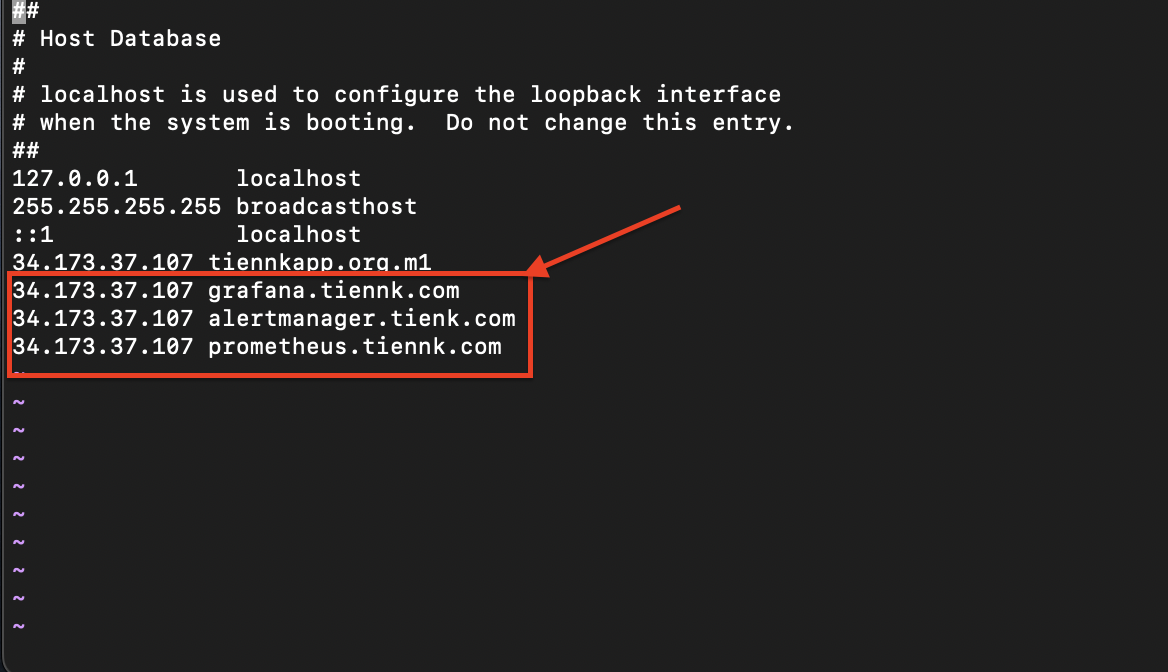 ##
# Host Database
#
# localhost is used to configure the loopback interface
# when the system is booting.  Do not change this entry.
##
127.0.0.1       localhost
255.255.255.255 broadcasthost
::1             localhost
34.173.37.107 tiennkapp.org.m1
34.173.37.107 grafana.tiennk.com
34.173.37.107 alertmanager.tienk.com
34.173.37.107 prometheus.tiennk.com
~
~
~
~
~
~
~
~
~
~